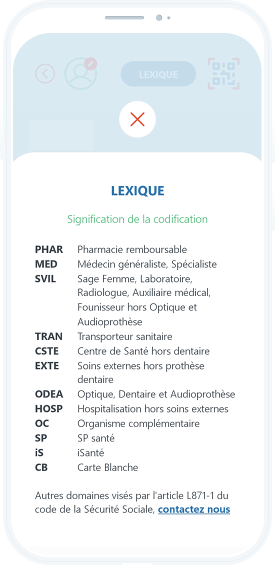 LEXIQUE
LEXIQUE
Signification de la codification
PHAR Pharmacie remboursable
MED Médecin généraliste, Spécialiste
SVIL Sage Femme, Laboratoire,
Radiologue, Auxiliaire médical,
Founisseur hors Optique et
Audioprothèse
TRAN Transporteur sanitaire
CSTE Centre de Santé hors dentaire
EXTE Soins externes hors prothèse
dentaire
ODEA Optique, Dentaire et Audioprothèse
HOSP Hospitalisation hors soins externes
OC Organisme complémentaire
SP SP santé
iS iSanté
CB Carte Blanche
Autres domaines visés par l'article L871-1 du
code de la Sécurité Sociale, contactez nous